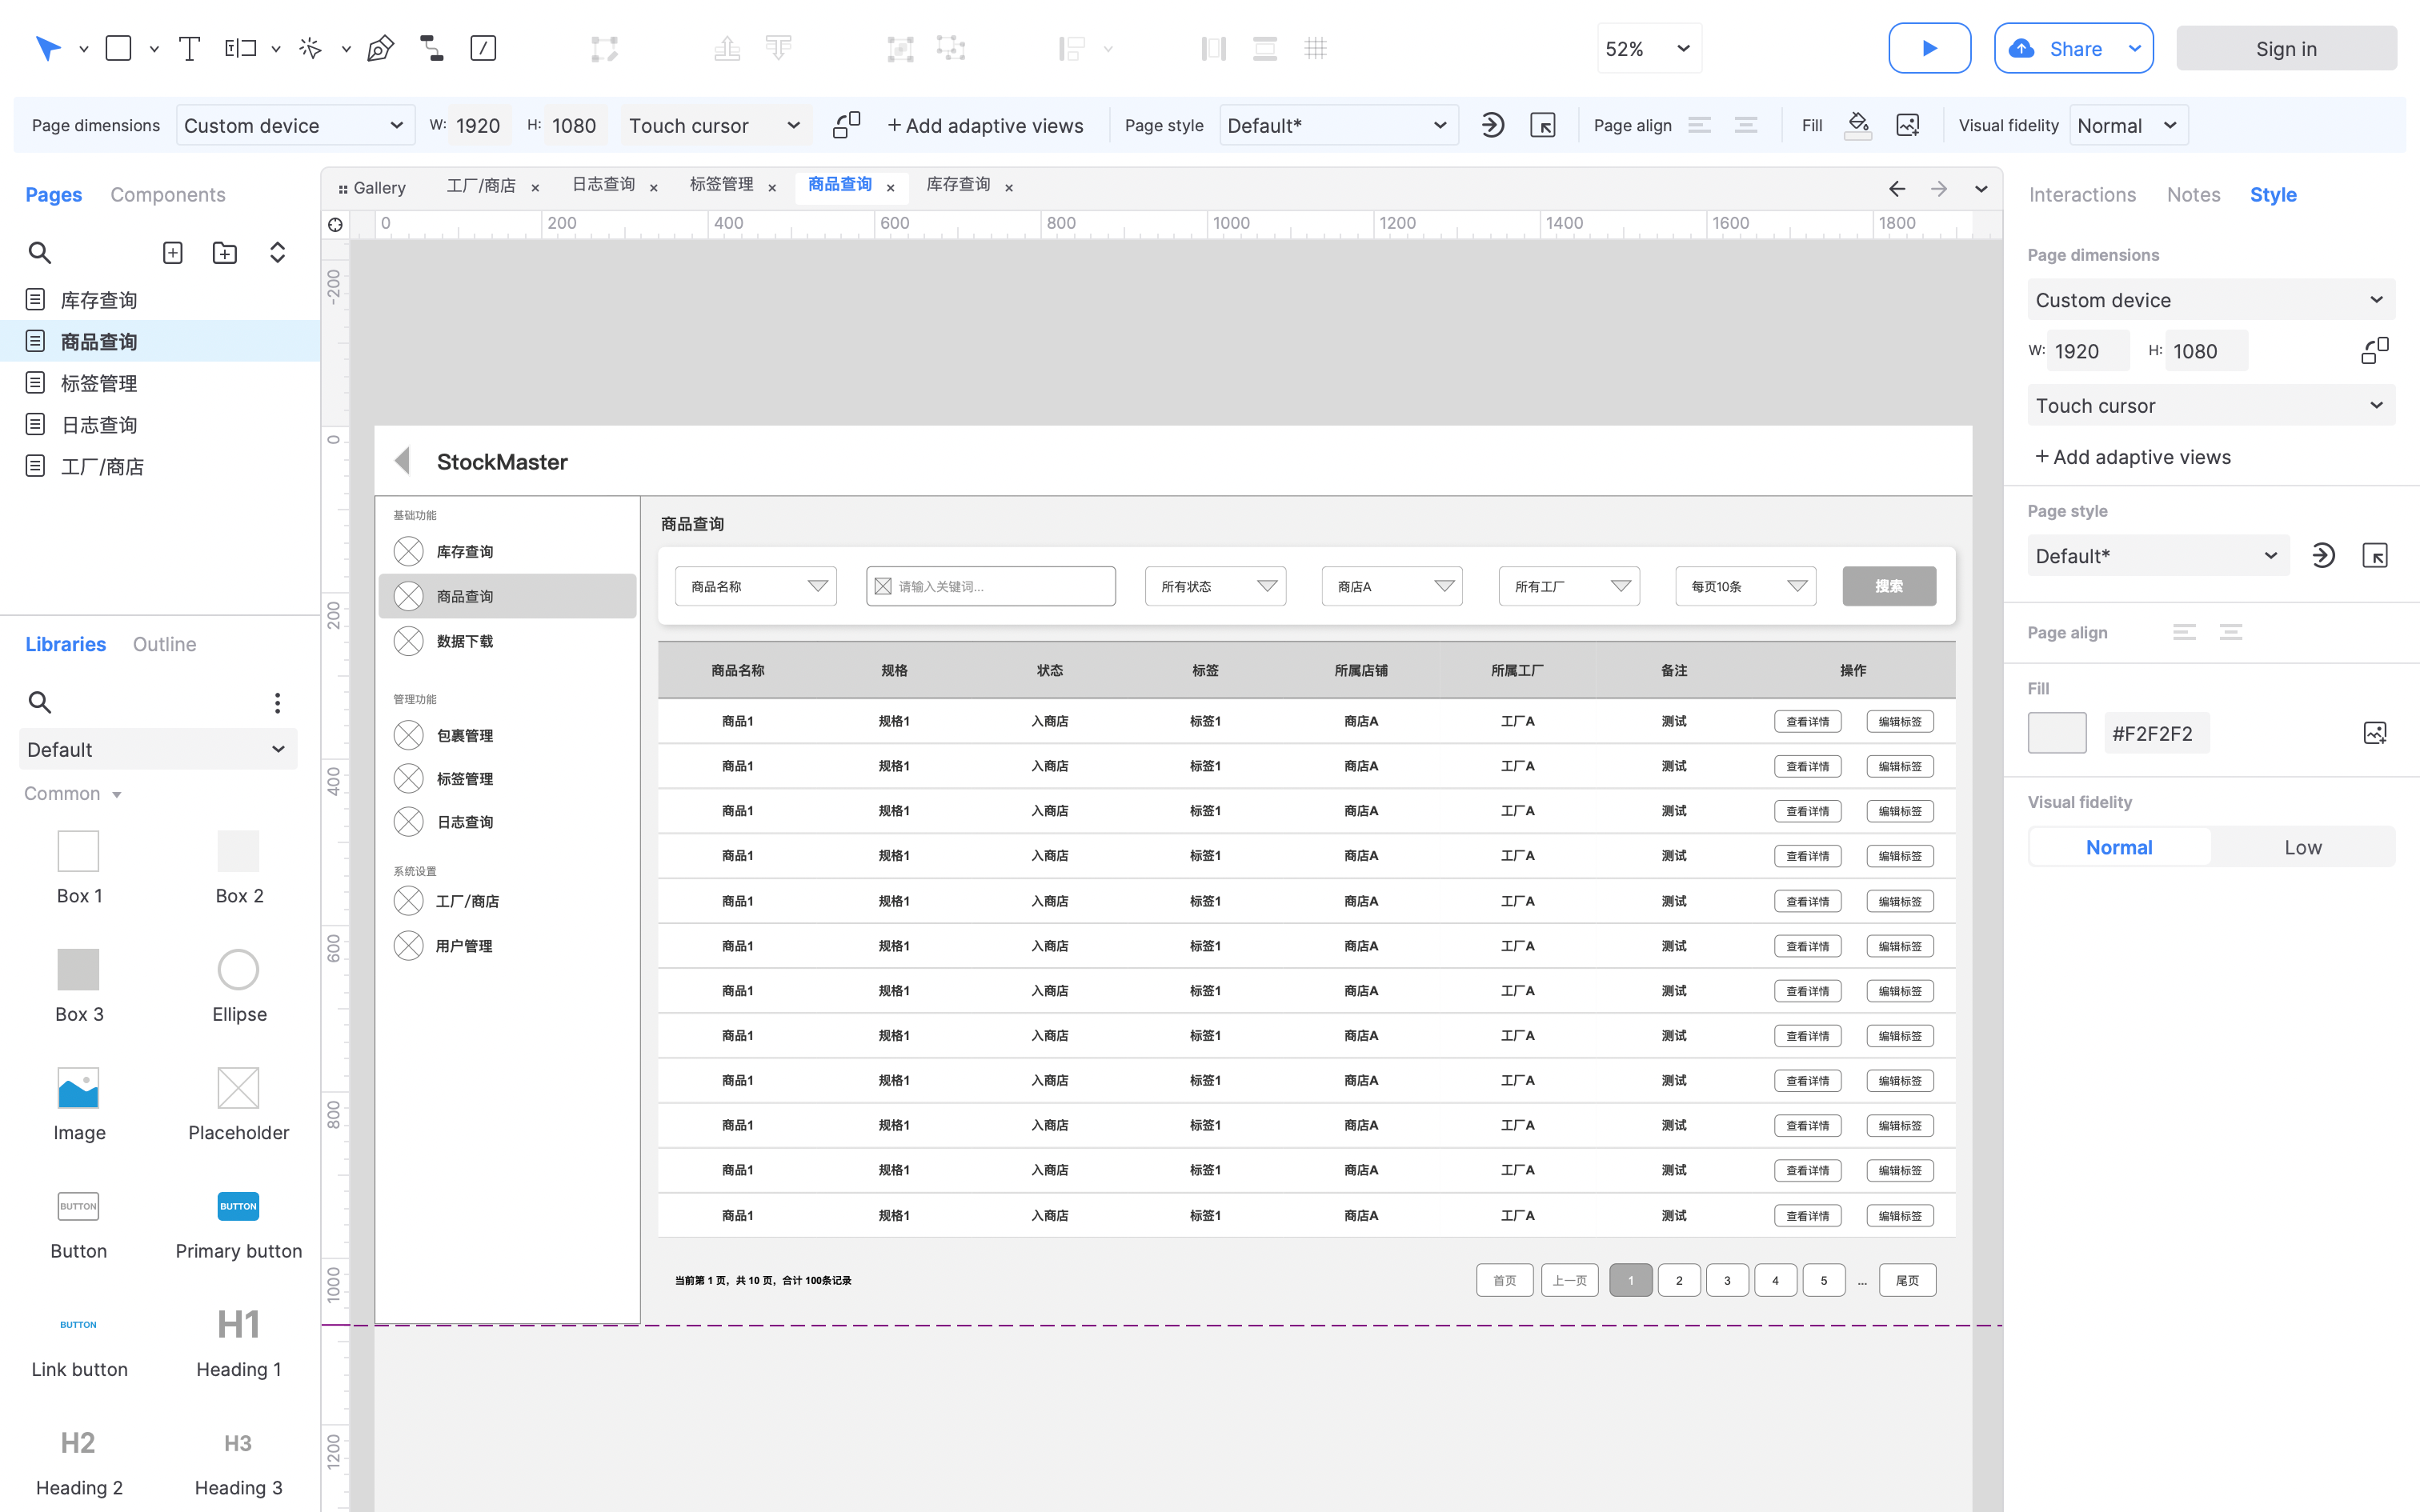 52%
Share
Sign in
Page dimensions
Custom device
W: 1920
H: 1080
Touch cursor
+ Add adaptive views
Page style
Default*
Page align
Fill
Visual fidelity
Normal
Pages
Components
库存查询
商品查询
标签管理
日志查询
工厂/商店
Libraries
Outline
Default
Common
Box 1
Box 2
Box 3
Ellipse
Image
Placeholder
BUTTON
Button
BUTTON
Primary button
BUTTON
Link button
H1
Heading 1
H2
Heading 2
H3
Heading 3
Gallery
工厂/商店 ×
日志查询 ×
标签管理 ×
商品查询 ×
库存查询 ×
0 200 400 600 800 1000 1200 1400 1600 1800
-200
0
200
400
600
800
1000
1200
StockMaster
基础功能
库存查询
商品查询
数据下载
管理功能
包裹管理
标签管理
日志查询
系统设置
工厂/商店
用户管理
商品查询
商品名称
请输入关键词...
所有状态
商店A
所有工厂
每页10条
搜索
商品名称 规格 状态 标签 所属店铺 所属工厂 备注 操作
商品1 规格1 入商店 标签1 商店A 工厂A 测试 查看详情 编辑标签
商品1 规格1 入商店 标签1 商店A 工厂A 测试 查看详情 编辑标签
商品1 规格1 入商店 标签1 商店A 工厂A 测试 查看详情 编辑标签
商品1 规格1 入商店 标签1 商店A 工厂A 测试 查看详情 编辑标签
商品1 规格1 入商店 标签1 商店A 工厂A 测试 查看详情 编辑标签
商品1 规格1 入商店 标签1 商店A 工厂A 测试 查看详情 编辑标签
商品1 规格1 入商店 标签1 商店A 工厂A 测试 查看详情 编辑标签
商品1 规格1 入商店 标签1 商店A 工厂A 测试 查看详情 编辑标签
商品1 规格1 入商店 标签1 商店A 工厂A 测试 查看详情 编辑标签
商品1 规格1 入商店 标签1 商店A 工厂A 测试 查看详情 编辑标签
商品1 规格1 入商店 标签1 商店A 工厂A 测试 查看详情 编辑标签
商品1 规格1 入商店 标签1 商店A 工厂A 测试 查看详情 编辑标签
当前第 1 页，共 10 页，合计 100条记录
首页 上一页 1 2 3 4 5 ... 尾页
Interactions
Notes
Style
Page dimensions
Custom device
W: 1920
H: 1080
Touch cursor
+ Add adaptive views
Page style
Default*
Page align
Fill
#F2F2F2
Visual fidelity
Normal
Low